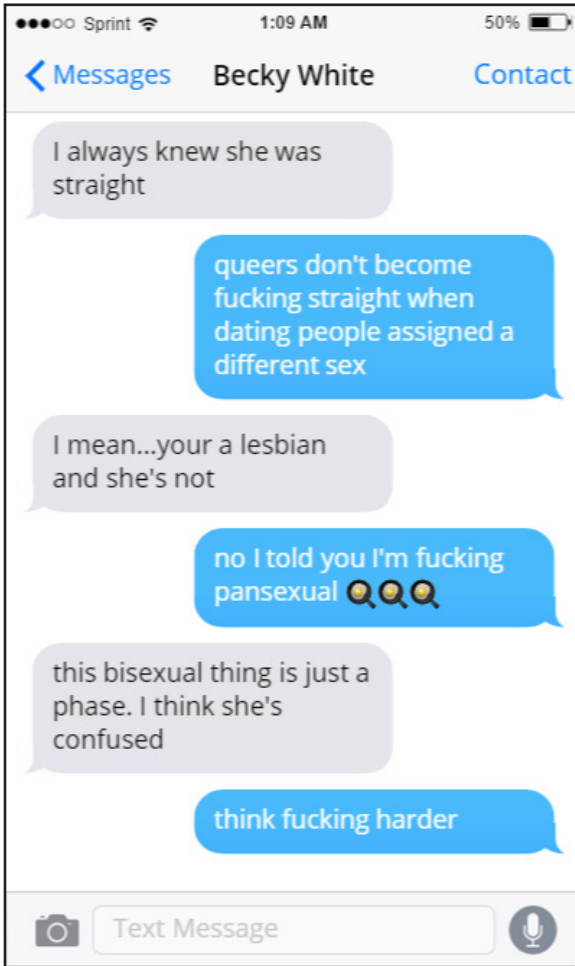 Sprint 1:09 AM 50%
Messages Becky White Contact
I always knew she was
straight
queers don't become
fucking straight when
dating people assigned a
different sex
I mean...your a lesbian
and she's not
no I told you I'm fucking
pansexual 🍳🍳🍳
this bisexual thing is just a
phase. I think she's
confused
think fucking harder
Text Message